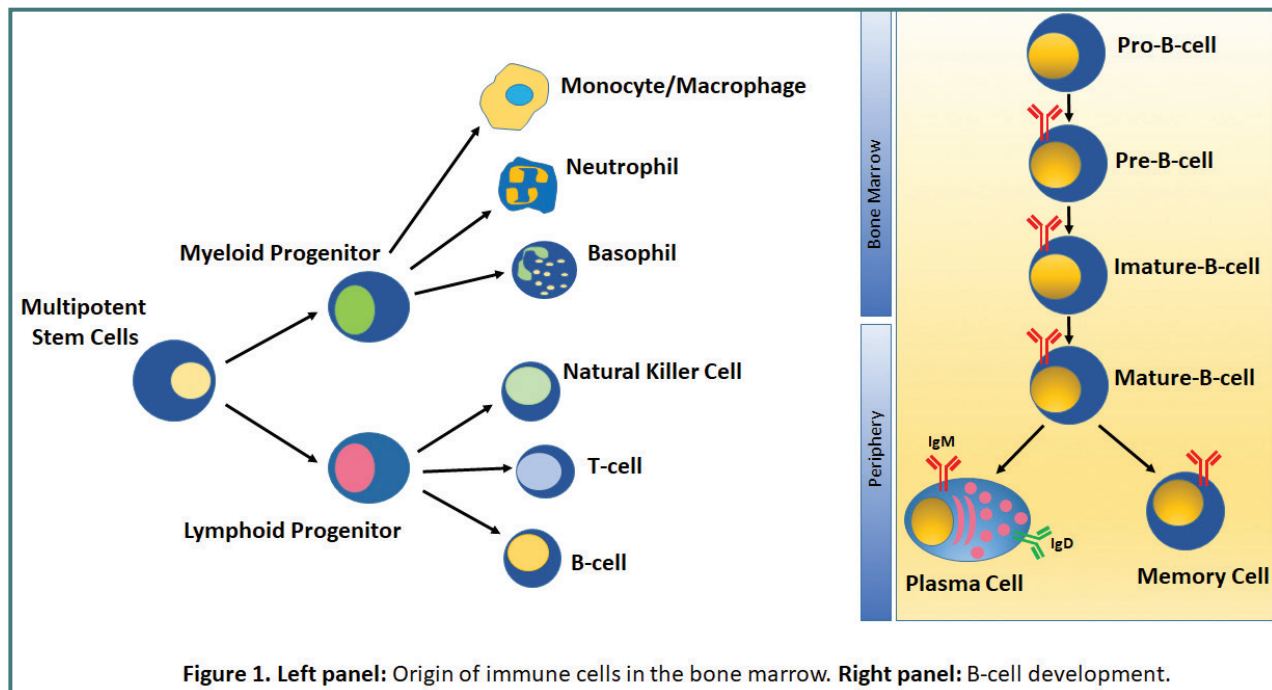 Monocyte/Macrophage
Neutrophil
Myeloid Progenitor
Basophil
Multipotent
Stem Cells
Natural Killer Cell
T-cell
Lymphoid Progenitor
B-cell
Bone Marrow
Periphery
Pro-B-cell
Pre-B-cell
Imature-B-cell
Mature-B-cell
IgM
IgD
Plasma Cell
Memory Cell
Figure 1. Left panel: Origin of immune cells in the bone marrow. Right panel: B-cell development.